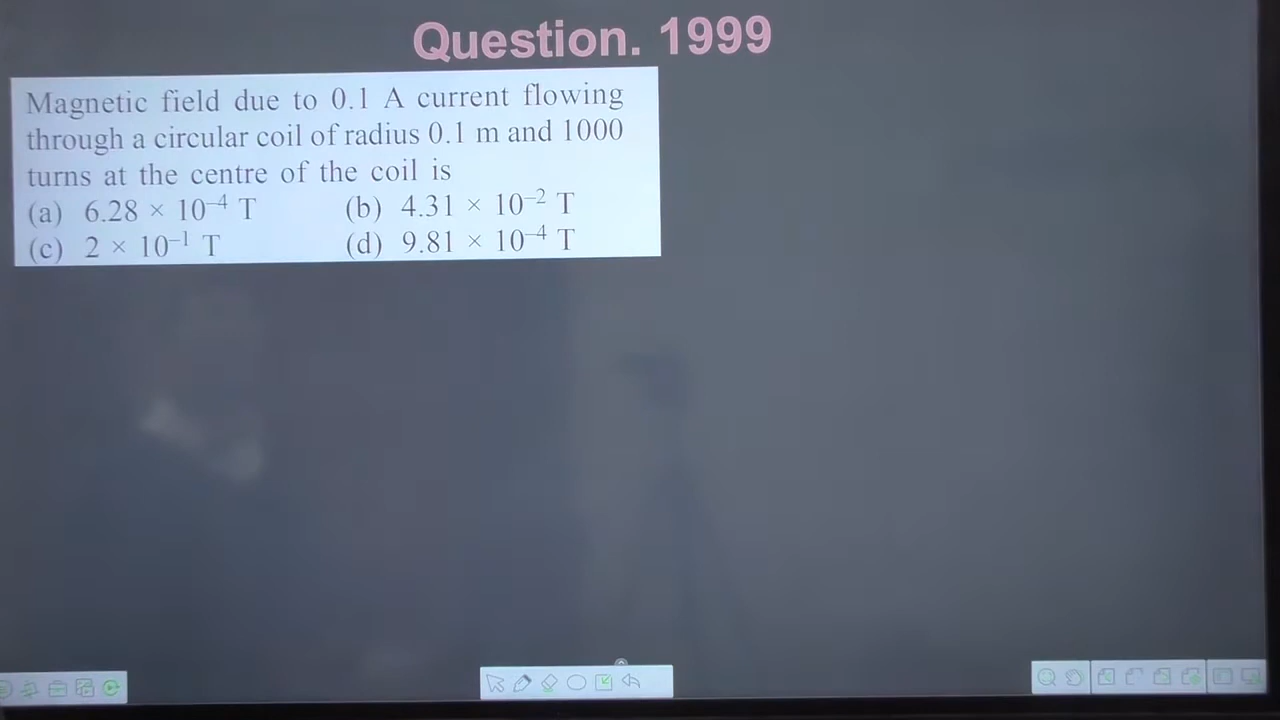 Question. 1999
Magnetic field due to 0.1 A current flowing
through a circular coil of radius 0.1 m and 1000
turns at the centre of the coil is
(a) 6.28 × 10⁻⁴ T (b) 4.31 × 10⁻² T
(c) 2 × 10⁻¹ T (d) 9.81 × 10⁻⁴ T